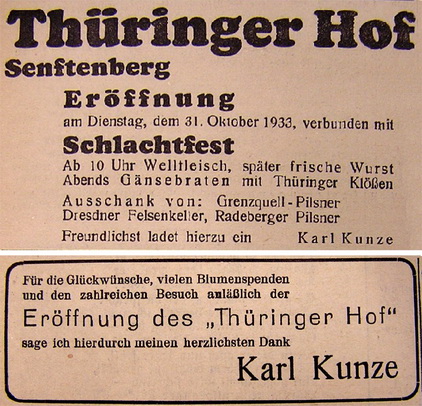 Thüringer Hof
Senftenberg
Eröffnung
am Dienstag, dem 31. Oktober 1933, verbunden mit
Schlachtfest
Ab 10 Uhr Wellfleisch, später frische Wurst
Abends Gänsebraten mit Thüringer Klößen
Ausschank von: Grenzquell-Pilsner
Dresdner Felsenkeller, Radeberger Pilsner
Freundlichst ladet hierzu ein Karl Kunze
Für die Glückwünsche, vielen Blumenspenden
und den zahlreichen Besuch anläßlich der
Eröffnung des „Thüringer Hof“
sage ich hierdurch meinen herzlichsten Dank
Karl Kunze